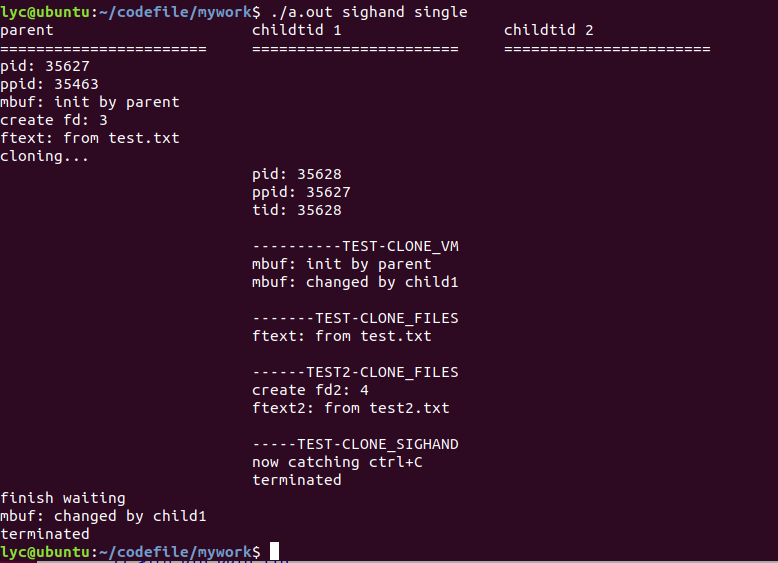 lyc@ubuntu:~/codefile/mywork$ ./a.out sighand single
parent childtid 1 childtid 2
======================= ======================= =======================
pid: 35627
ppid: 35463
mbuf: init by parent
create fd: 3
ftext: from test.txt
cloning...
pid: 35628
ppid: 35627
tid: 35628
----------TEST-CLONE_VM
mbuf: init by parent
mbuf: changed by child1
-------TEST-CLONE_FILES
ftext: from test.txt
------TEST2-CLONE_FILES
create fd2: 4
ftext2: from test2.txt
-----TEST-CLONE_SIGHAND
now catching ctrl+C
terminated
finish waiting
mbuf: changed by child1
terminated
lyc@ubuntu:~/codefile/mywork$